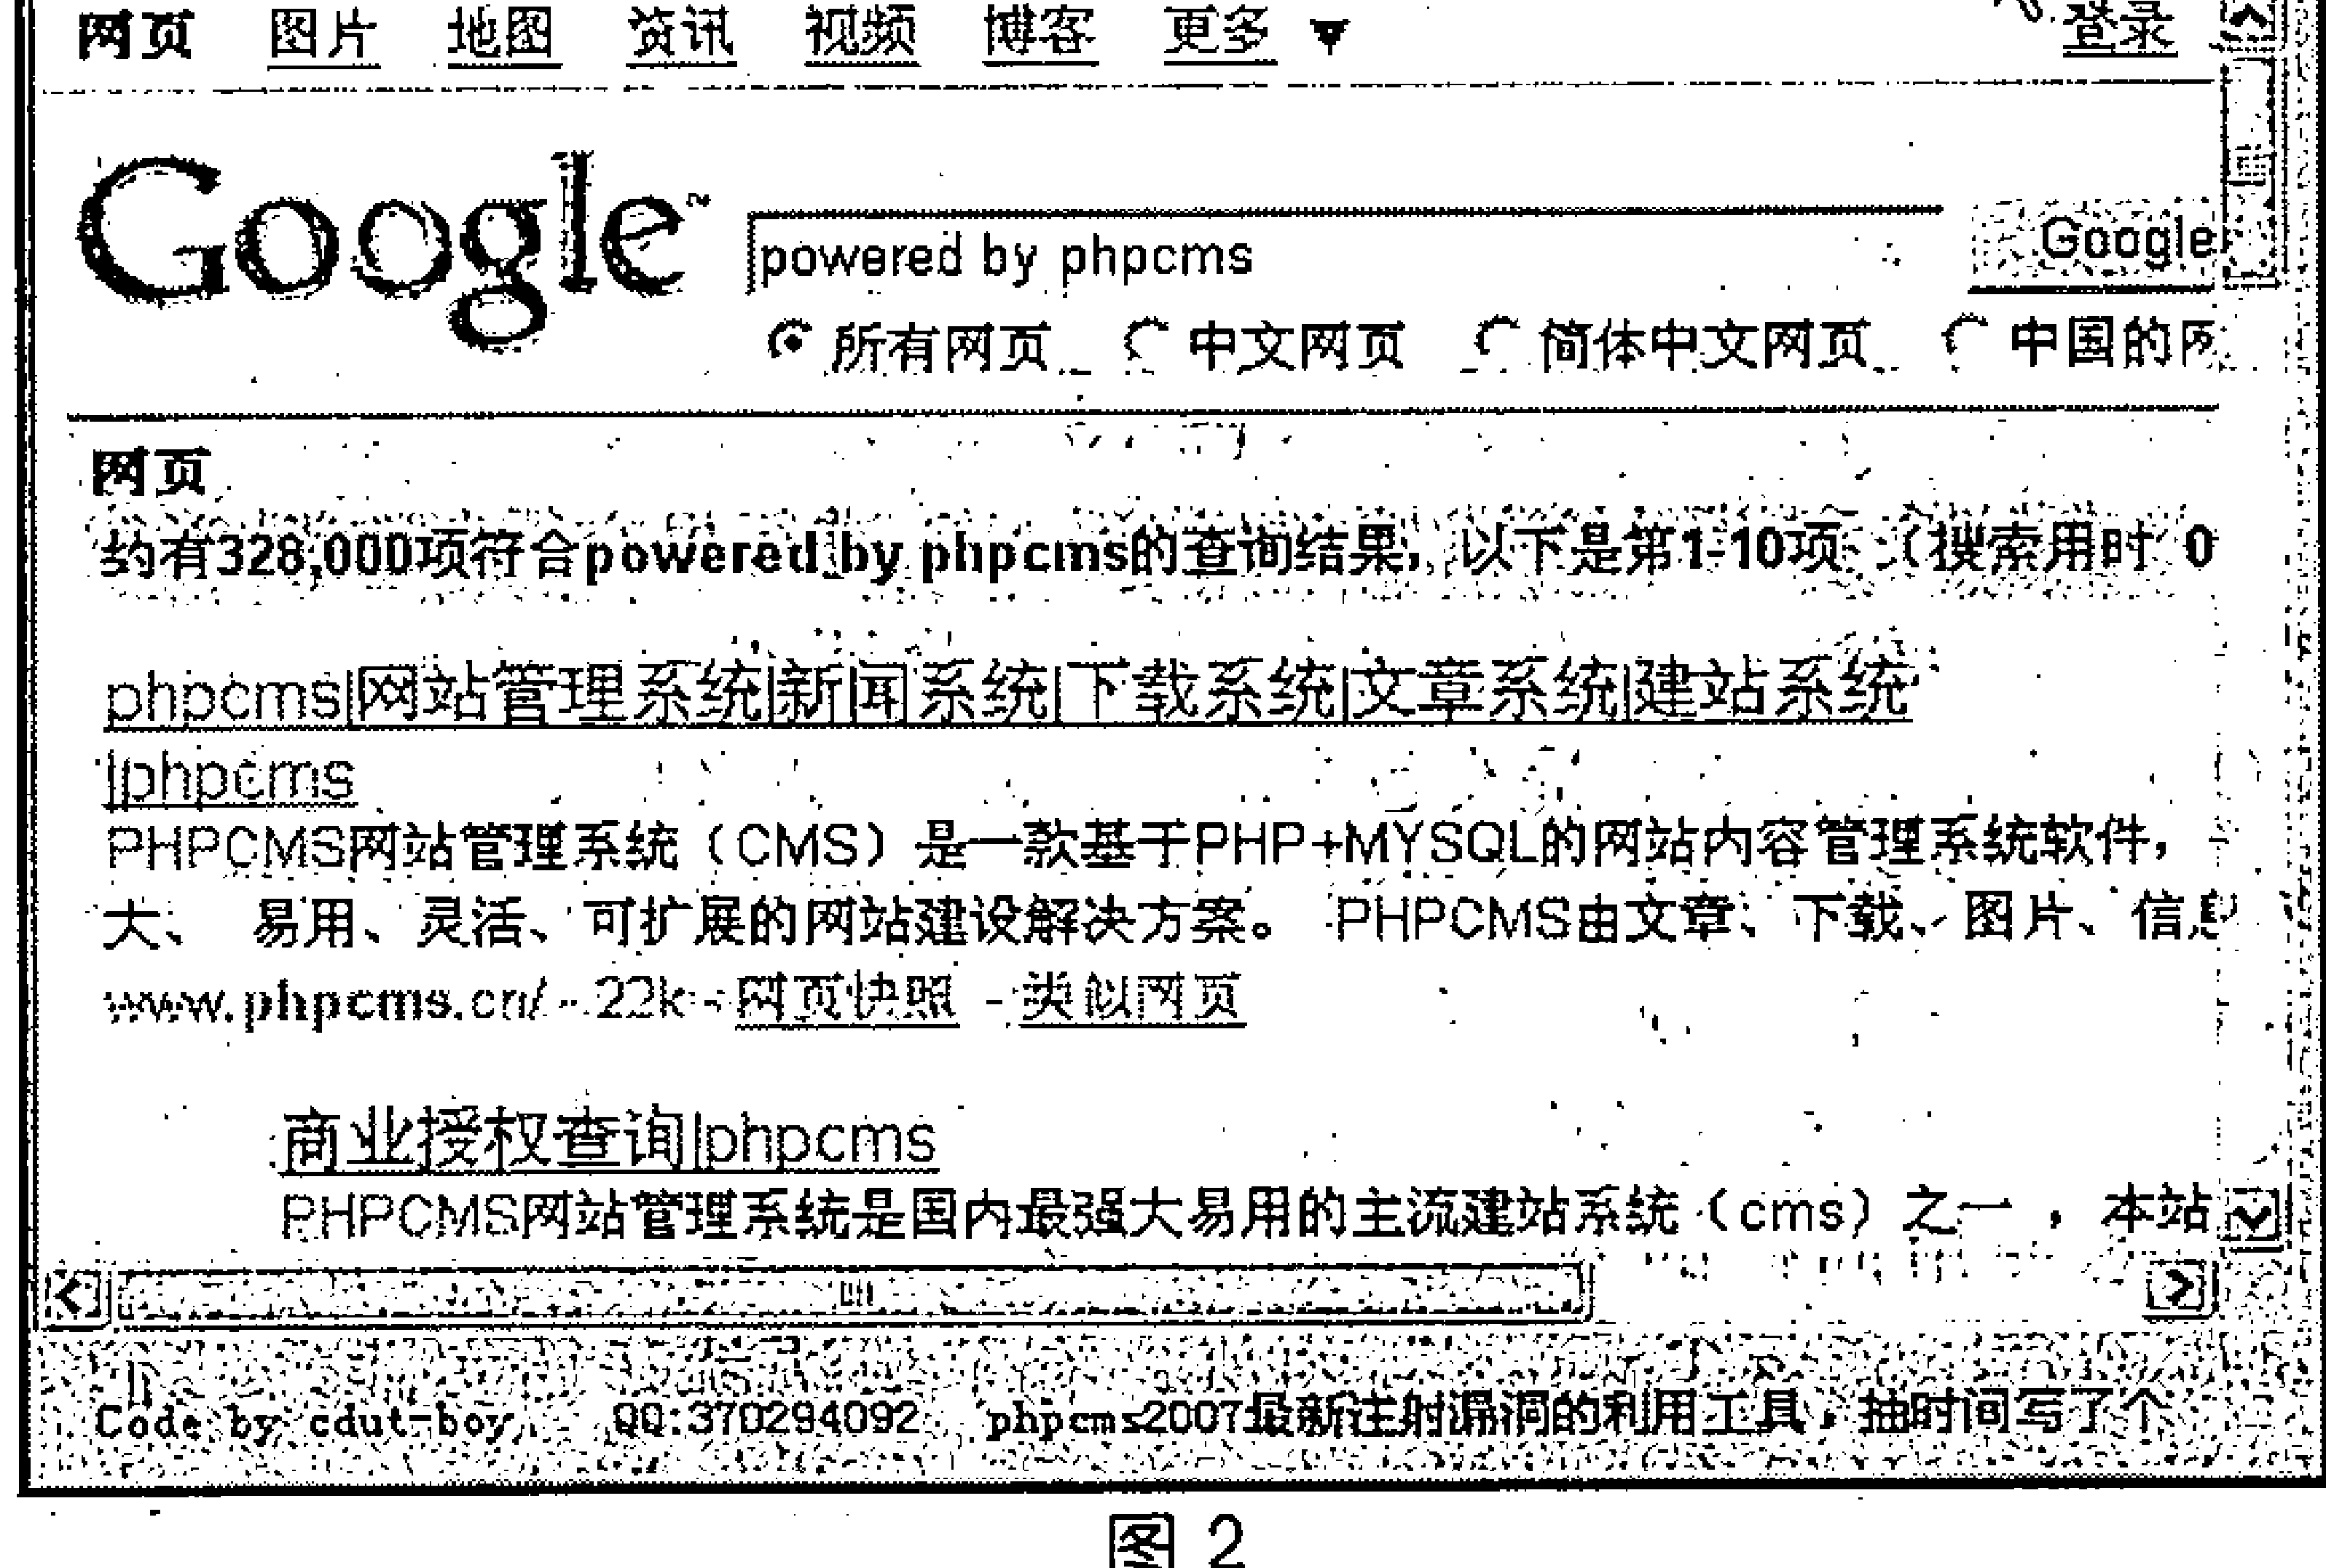 网页 图片 地图 资讯 视频 博客 更多 ▼ 登录
Google
powered by phpcms Google
所有网页 中文网页 简体中文网页 中国的网
网页
约有328,000项符合powered by phpcms的查询结果，以下是第1-10项 （搜索用时 0
phpcms|网站管理系统|新闻系统|下载系统|文章系统|建站系统
|phpcms
PHPCMS网站管理系统（CMS）是一款基于PHP+MYSQL的网站内容管理系统软件，
大、 易用、灵活、可扩展的网站建设解决方案。 PHPCMS由文章、下载、图片、信息
www.phpcms.cn/ - 22k - 网页快照 - 类似网页
商业授权查询|phpcms
PHPCMS网站管理系统是国内最强大易用的主流建站系统（cms）之一 ，本站
Code by cdut-boy QQ:370294092 phpcms2007最新注射漏洞的利用工具，抽时间写了个
图 2